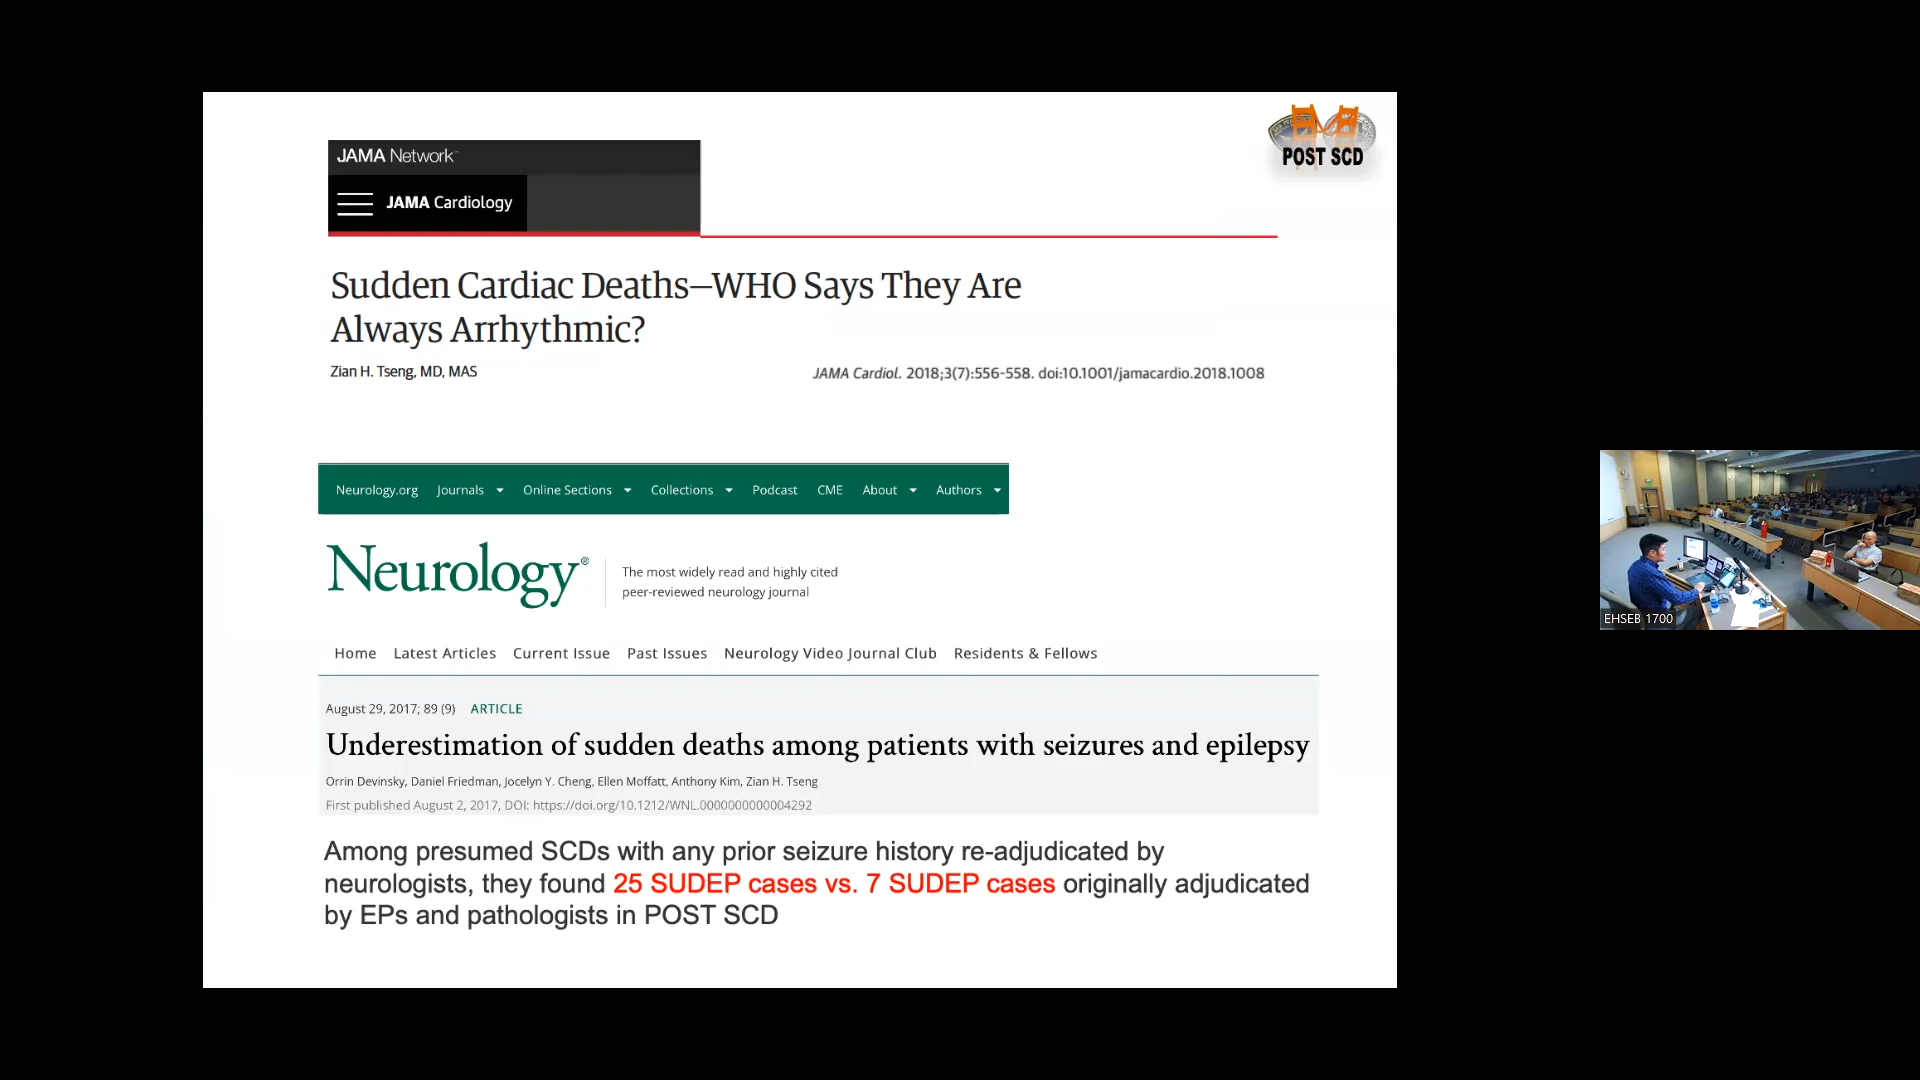 POST SCD
JAMA Network
JAMA Cardiology
Sudden Cardiac Deaths—WHO Says They Are
Always Arrhythmic?
Zian H. Tseng, MD, MAS
JAMA Cardiol. 2018;3(7):556-558. doi:10.1001/jamacardio.2018.1008
Neurology.org Journals Online Sections Collections Podcast CME About Authors
Neurology®
The most widely read and highly cited
peer-reviewed neurology journal
Home Latest Articles Current Issue Past Issues Neurology Video Journal Club Residents & Fellows
August 29, 2017; 89 (9) ARTICLE
Underestimation of sudden deaths among patients with seizures and epilepsy
Orrin Devinsky, Daniel Friedman, Jocelyn Y. Cheng, Ellen Moffatt, Anthony Kim, Zian H. Tseng
First published August 2, 2017, DOI: https://doi.org/10.1212/WNL.0000000000004292
Among presumed SCDs with any prior seizure history re-adjudicated by
neurologists, they found 25 SUDEP cases vs. 7 SUDEP cases originally adjudicated
by EPs and pathologists in POST SCD
EHSEB 1700